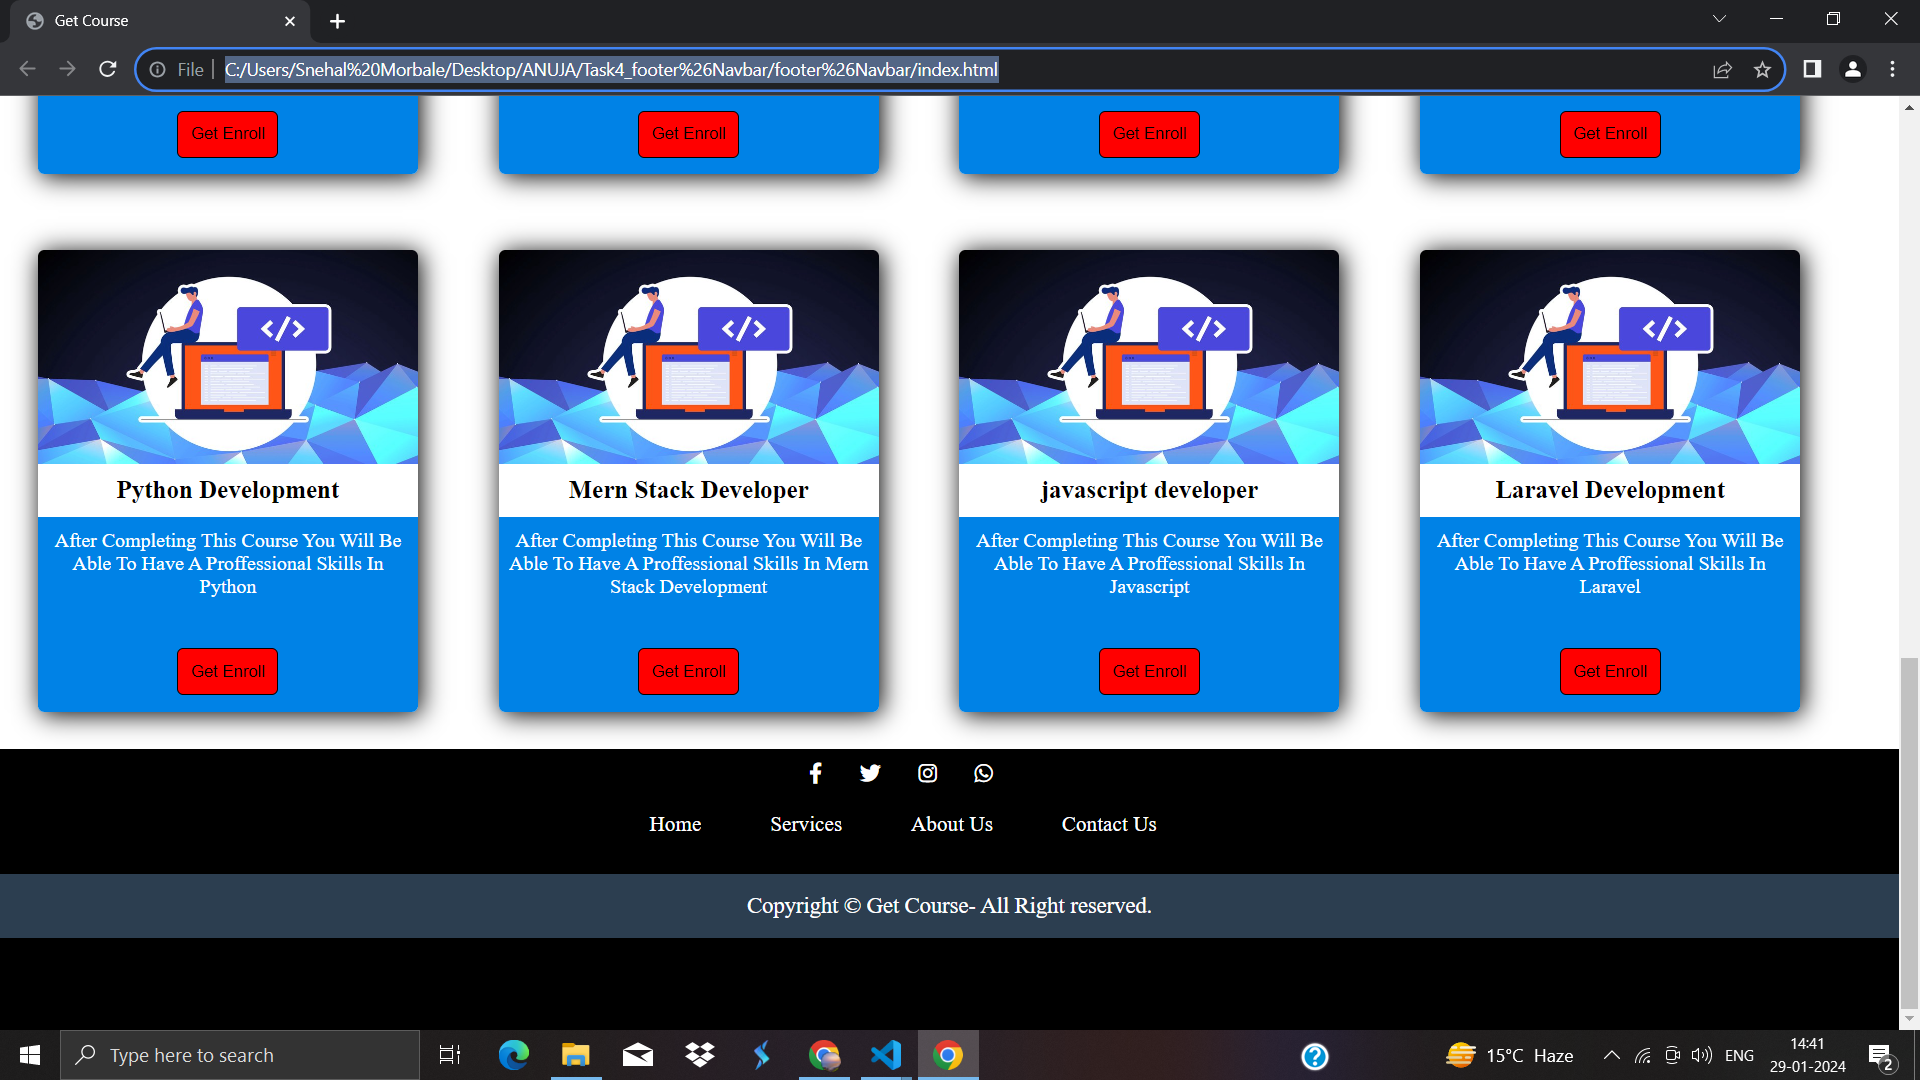 Get Course
File
C:/Users/Snehal%20Morbale/Desktop/ANUJA/Task4_footer%26Navbar/footer%26Navbar/index.html
Get Enroll Get Enroll Get Enroll Get Enroll
</>
</>
</>
</>
Python Development
After Completing This Course You Will Be
Able To Have A Proffessional Skills In
Python
Get Enroll
Mern Stack Developer
After Completing This Course You Will Be
Able To Have A Proffessional Skills In Mern
Stack Development
Get Enroll
javascript developer
After Completing This Course You Will Be
Able To Have A Proffessional Skills In
Javascript
Get Enroll
Laravel Development
After Completing This Course You Will Be
Able To Have A Proffessional Skills In
Laravel
Get Enroll
Home Services About Us Contact Us
Copyright © Get Course- All Right reserved.
Type here to search
15°C Haze
ENG
14:41
29-01-2024
2